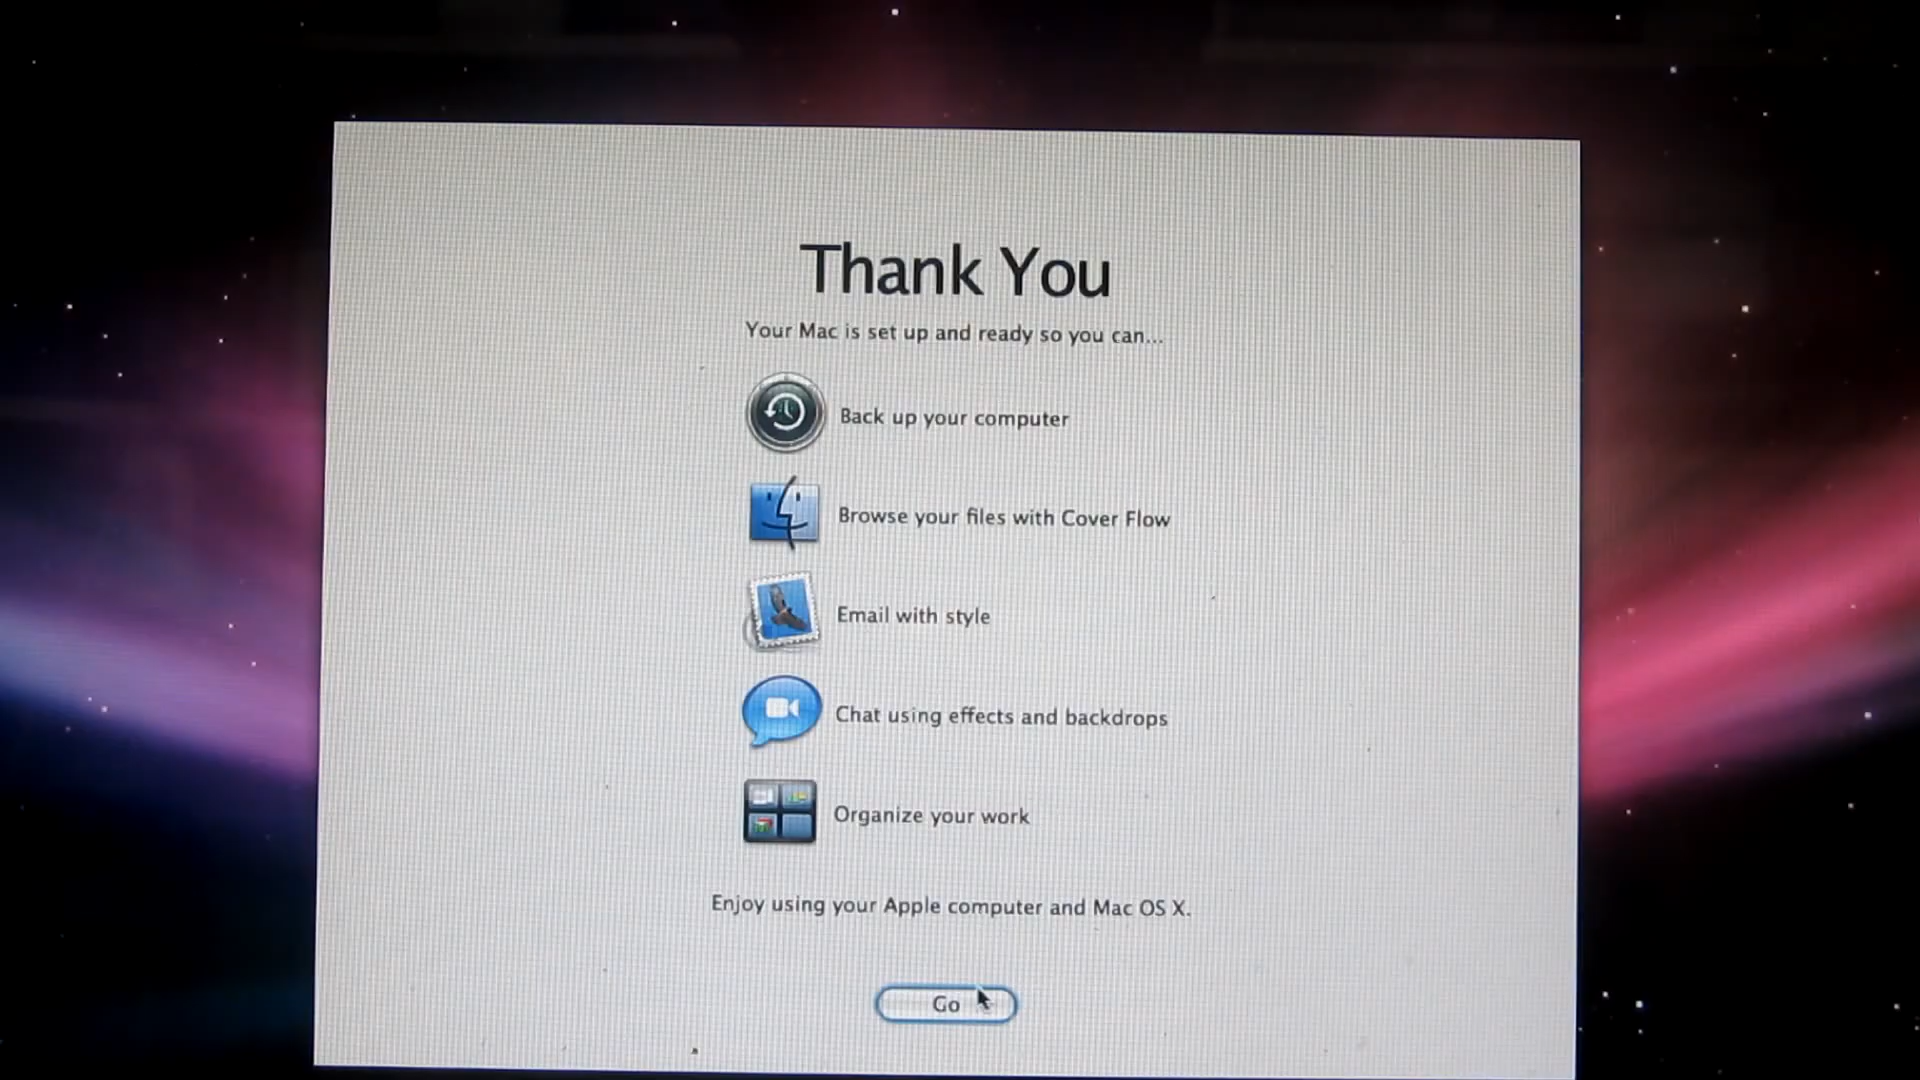 Thank You
Your Mac is set up and ready so you can...
Back up your computer
Browse your files with Cover Flow
Email with style
Chat using effects and backdrops
Organize your work
Enjoy using your Apple computer and Mac OS X.
Go